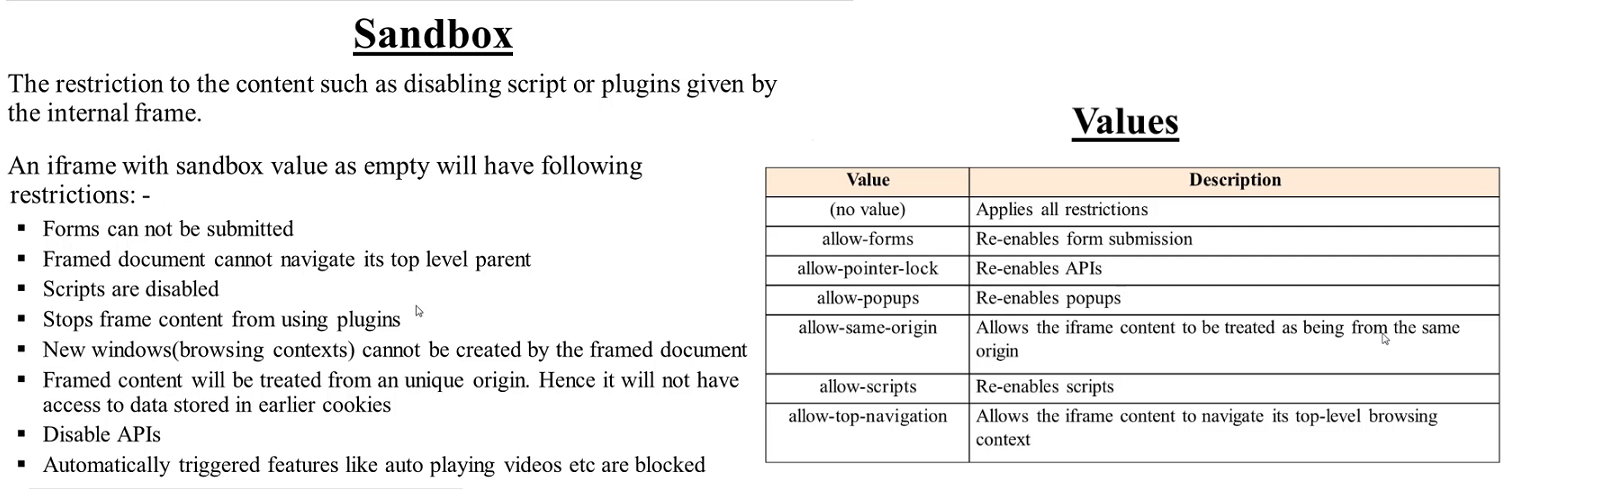 Sandbox
The restriction to the content such as disabling script or plugins given by
the internal frame.
An iframe with sandbox value as empty will have following
restrictions: -
▪ Forms can not be submitted
▪ Framed document cannot navigate its top level parent
▪ Scripts are disabled
▪ Stops frame content from using plugins
▪ New windows(browsing contexts) cannot be created by the framed document
▪ Framed content will be treated from an unique origin. Hence it will not have
access to data stored in earlier cookies
▪ Disable APIs
▪ Automatically triggered features like auto playing videos etc are blocked
Values
Value Description
(no value) Applies all restrictions
allow-forms Re-enables form submission
allow-pointer-lock Re-enables APIs
allow-popups Re-enables popups
allow-same-origin Allows the iframe content to be treated as being from the same
origin
allow-scripts Re-enables scripts
allow-top-navigation Allows the iframe content to navigate its top-level browsing
context